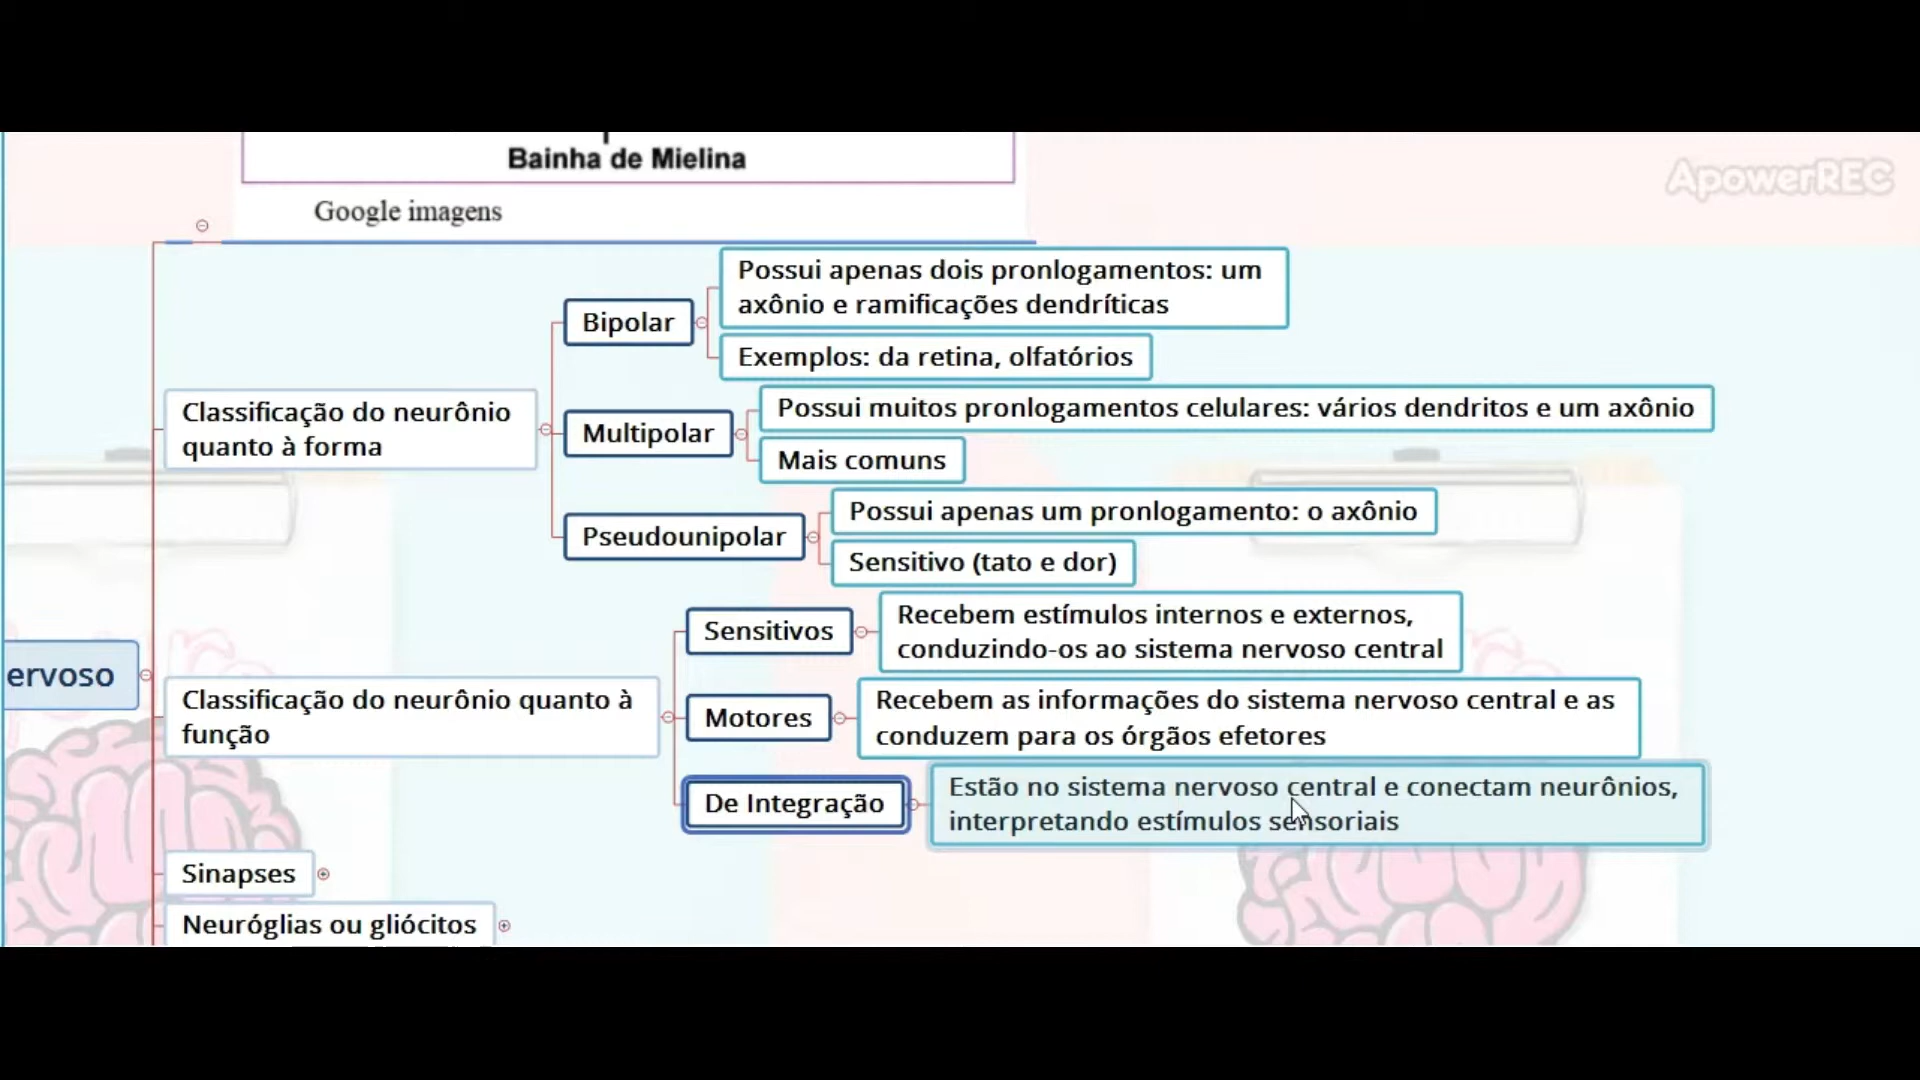 Bainha de Mielina
ApowerREC
Google imagens
Possui apenas dois pronlogamentos: um
axônio e ramificações dendríticas
Bipolar
Exemplos: da retina, olfatórios
Classificação do neurônio
quanto à forma
Possui muitos pronlogamentos celulares: vários dendritos e um axônio
Multipolar
Mais comuns
Possui apenas um pronlogamento: o axônio
Pseudounipolar
Sensitivo (tato e dor)
Sensitivos
Recebem estímulos internos e externos,
conduzindo-os ao sistema nervoso central
ervoso
Classificação do neurônio quanto à
função
Motores
Recebem as informações do sistema nervoso central e as
conduzem para os órgãos efetores
De Integração
Estão no sistema nervoso central e conectam neurônios,
interpretando estímulos sensoriais
Sinapses
Neuróglias ou gliócitos